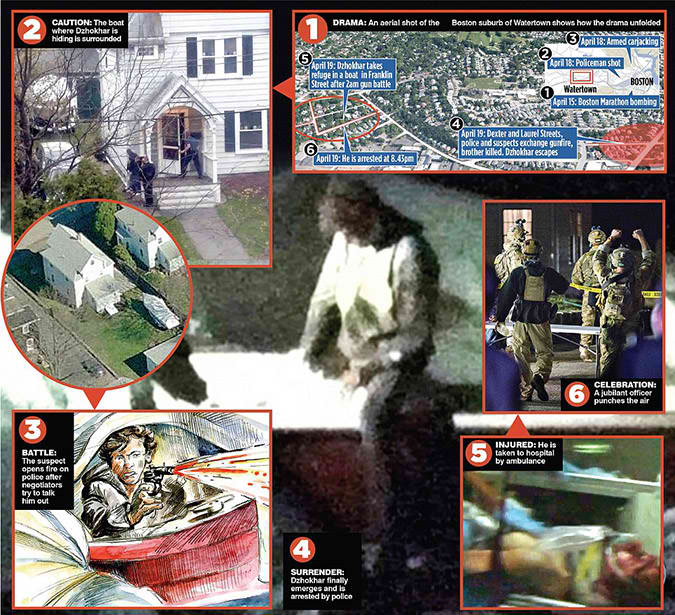 2
CAUTION: The boat
where Dzhokhar is
hiding is surrounded
1
DRAMA: An aerial shot of the Boston suburb of Watertown shows how the drama unfolded
3
April 18: Armed carjacking
2
April 18: Policeman shot
Watertown
BOSTON
1
April 15: Boston Marathon bombing
5
April 19: Dzhokhar takes
refuge in a boat in Franklin
Street after 2am gun battle
4
April 19: Dexter and Laurel Streets,
police and suspects exchange gunfire,
brother killed. Dzhokhar escapes
6
April 19: He is arrested at 8.43pm
3
BATTLE:
The suspect
opens fire on
police after
negotiators
try to talk
him out
4
SURRENDER:
Dzhokhar finally
emerges and is
arrested by police
5
INJURED: He is
taken to hospital
by ambulance
6
CELEBRATION:
A jubilant officer
punches the air